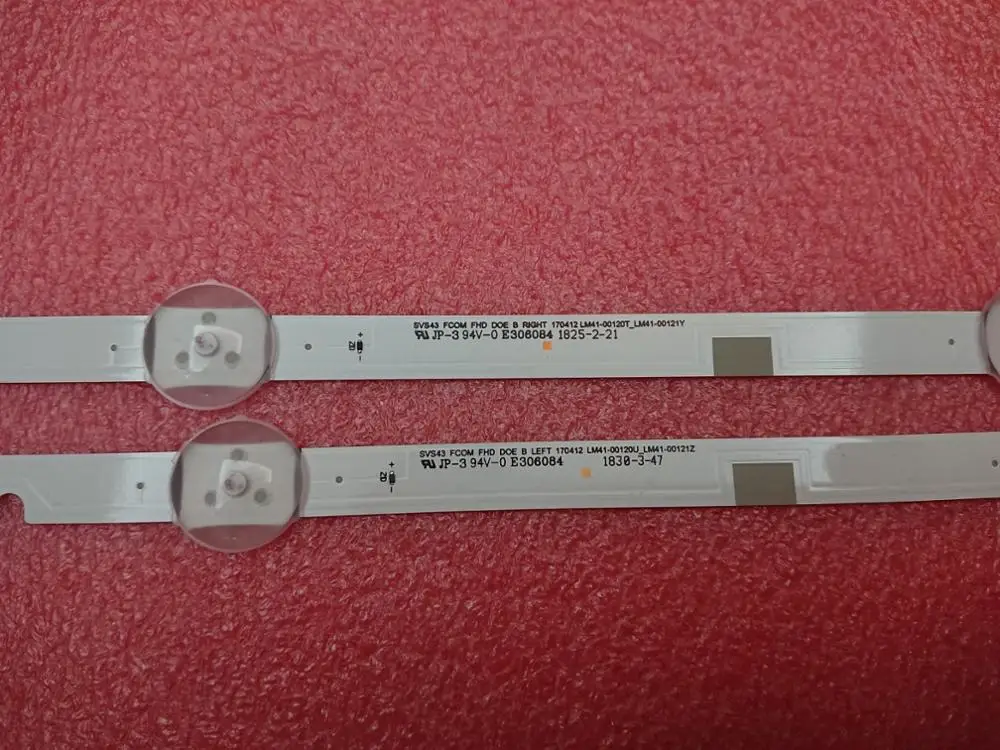 SVS43 FCOM FHD DOE B RIGHT 170412 LM41-00120T_LM41-00121Y
JP-3 94V-0 E306084 1825-2-21
+
-
SVS43 FCOM FHD DOE B LEFT 170412 LM41-00120U_LM41-00121Z
JP-3 94V-0 E306084 1830-3-47
+
-